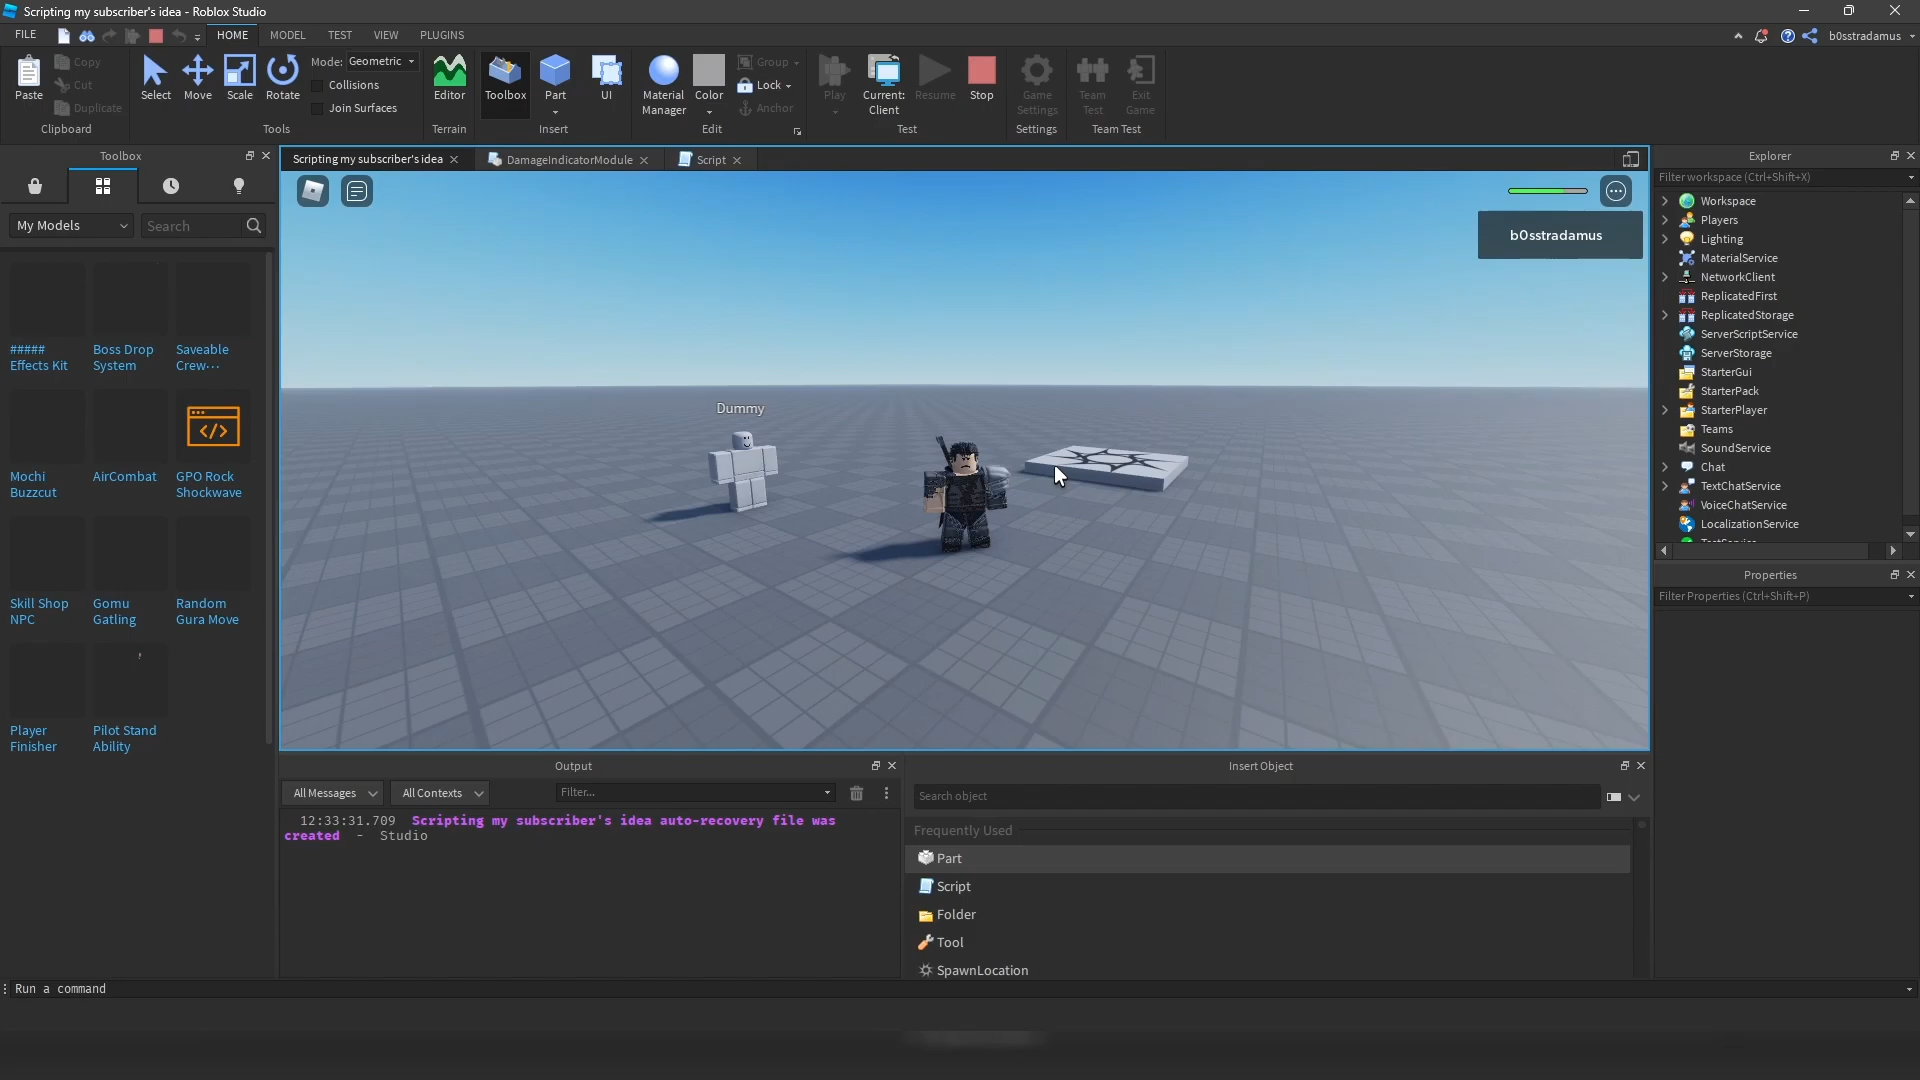 Scripting my subscriber's idea - Roblox Studio
FILE
HOME
MODEL
TEST
VIEW
PLUGINS
b0sstradamus
Paste
Copy
Cut
Duplicate
Clipboard
Select
Move
Scale
Rotate
Mode: Geometric
Collisions
Join Surfaces
Tools
Editor
Terrain
Toolbox
Part
UI
Insert
Material
Manager
Color
Group
Lock
Anchor
Edit
Play
Current:
Client
Resume
Stop
Test
Game
Settings
Settings
Team
Test
Exit
Game
Team Test
Toolbox
My Models
Search
#####
Effects Kit
Boss Drop
System
Saveable
Crew...
Mochi
Buzzcut
AirCombat
GPO Rock
Shockwave
Skill Shop
NPC
Gomu
Gatling
Random
Gura Move
Player
Finisher
Pilot Stand
Ability
Scripting my subscriber's idea
DamageIndicatorModule
Script
b0sstradamus
Dummy
Output
All Messages
All Contexts
Filter...
12:33:31.709 Scripting my subscriber's idea auto-recovery file was
created - Studio
Insert Object
Search object
Frequently Used
Part
Script
Folder
Tool
SpawnLocation
Explorer
Filter workspace (Ctrl+Shift+X)
Workspace
Players
Lighting
MaterialService
NetworkClient
ReplicatedFirst
ReplicatedStorage
ServerScriptService
ServerStorage
StarterGui
StarterPack
StarterPlayer
Teams
SoundService
Chat
TextChatService
VoiceChatService
LocalizationService
Properties
Filter Properties (Ctrl+Shift+P)
Run a command